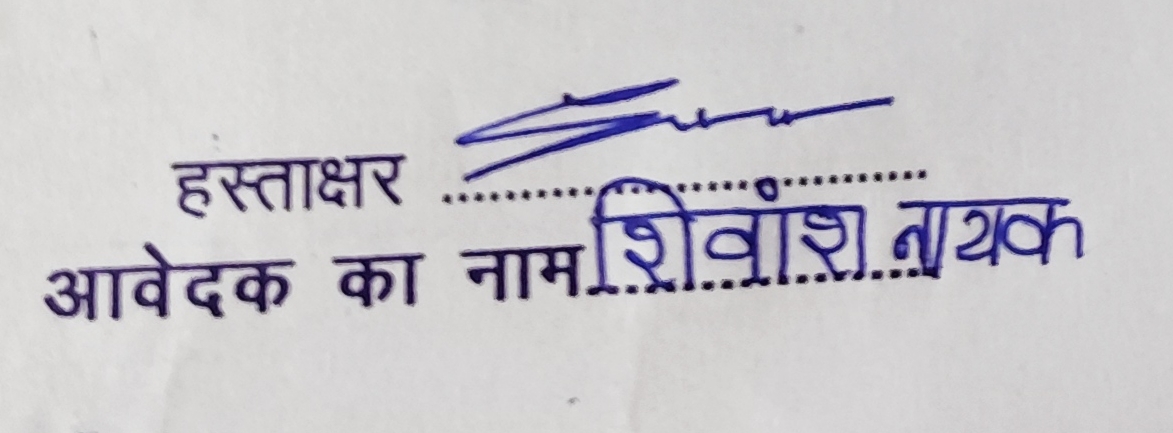 हस्ताक्षर
आवेदक का नाम शिवांश नायक